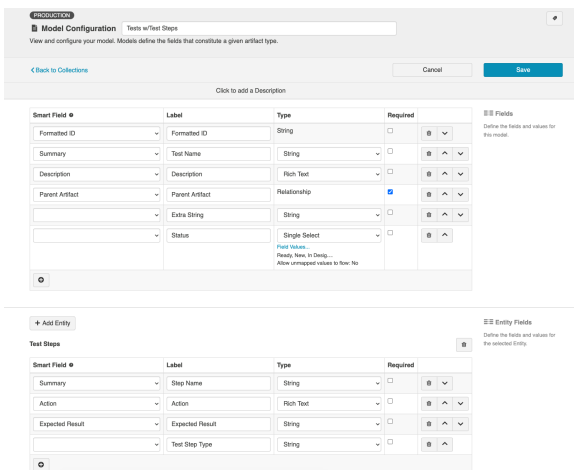 PRODUCTION
Model Configuration Tests w/Test Steps
View and configure your model. Models define the fields that constitute a given artifact type.
Back to Collections Cancel Save
Click to add a Description
Smart Field Label Type Required
Formatted ID Formatted ID String
Summary Test Name String
Description Description Rich Text
Parent Artifact Parent Artifact Relationship
Extra String String
Status Single Select
Field Values...
Ready, New, In Desig....
Allow unmapped values to flow: No
Fields
Define the fields and values for
this model.
+ Add Entity
Test Steps
Smart Field Label Type Required
Summary Step Name String
Action Action Rich Text
Expected Result Expected Result String
Test Step Type String
Entity Fields
Define the fields and values for
the selected Entity.